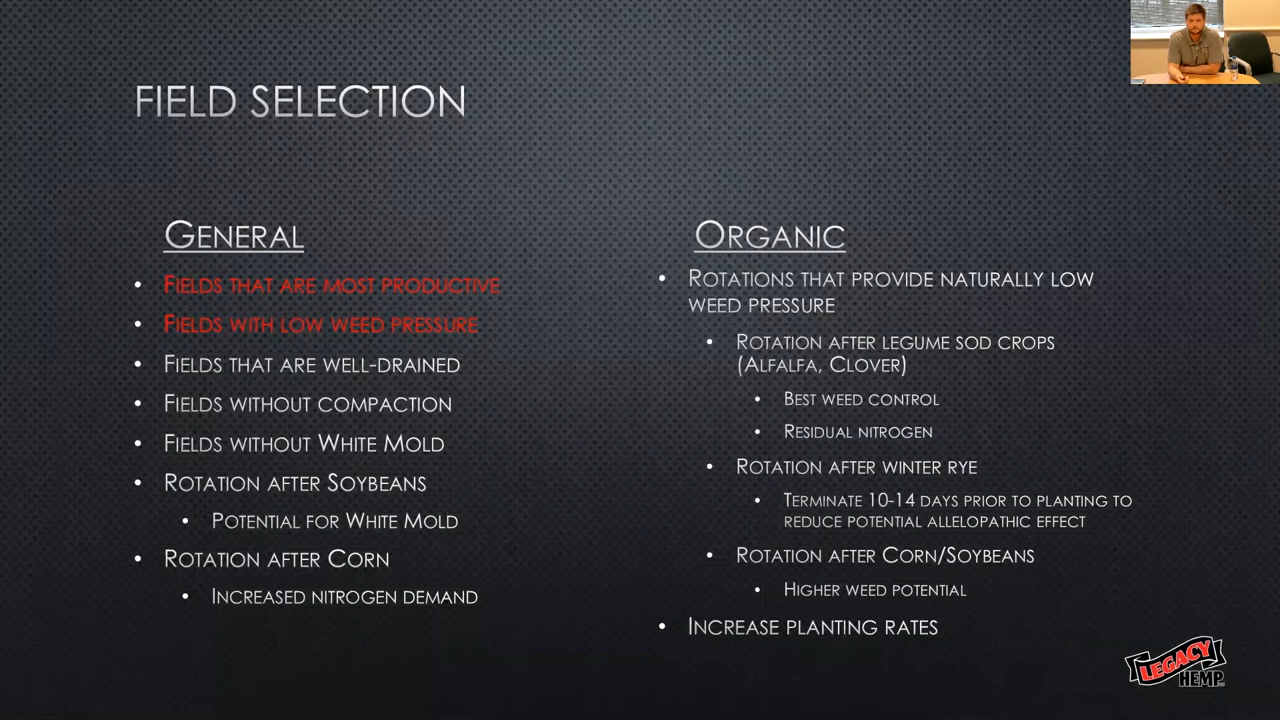 Field Selection
General
Fields that are most productive
Fields with low weed pressure
Fields that are well-drained
Fields without compaction
Fields without White Mold
Rotation after Soybeans
Potential for White Mold
Rotation after Corn
Increased nitrogen demand
Organic
Rotations that provide naturally low
weed pressure
Rotation after legume sod crops
(Alfalfa, Clover)
Best weed control
Residual nitrogen
Rotation after winter rye
Terminate 10-14 days prior to planting to
reduce potential allelopathic effect
Rotation after Corn/Soybeans
Higher weed potential
Increase planting rates
LEGACY
HEMP